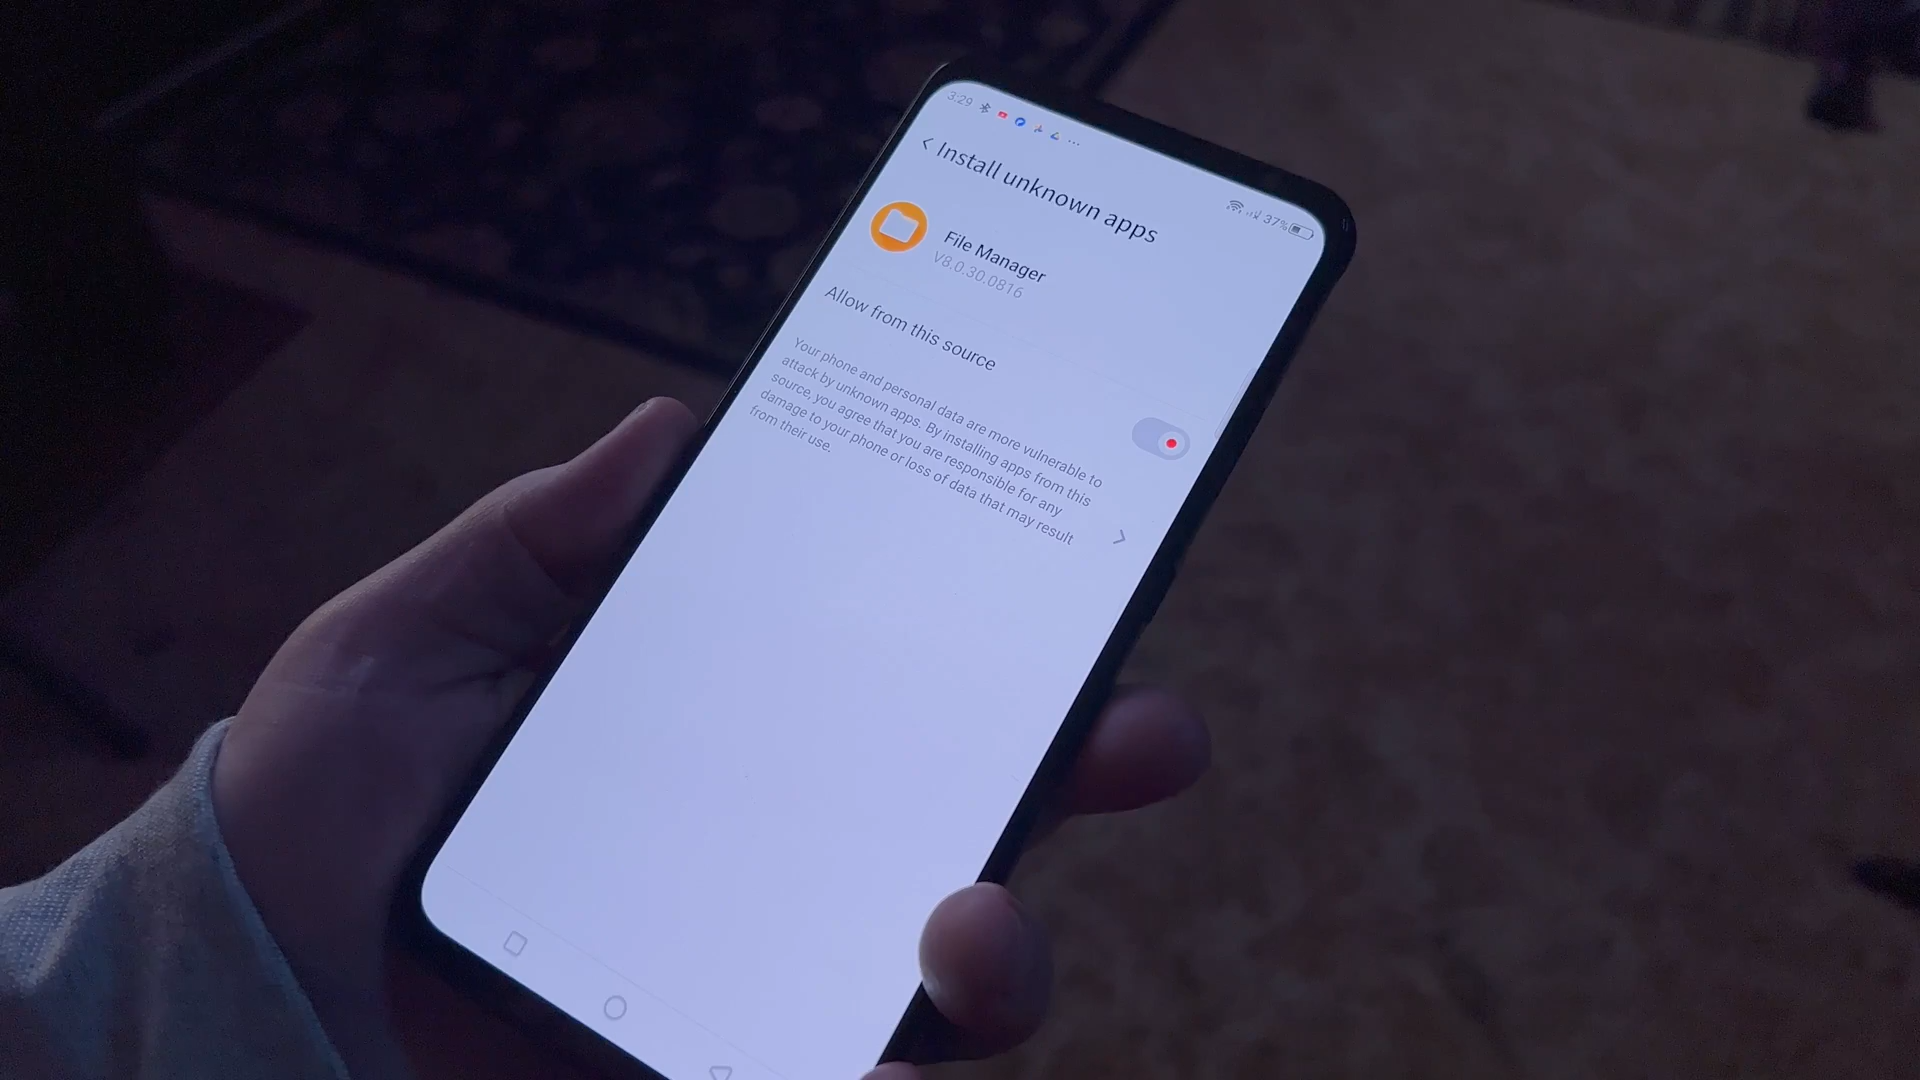 3:29
37%
Install unknown apps
File Manager
V8.0.30.0816
Allow from this source
Your phone and personal data are more vulnerable to
attack by unknown apps. By installing apps from this
source, you agree that you are responsible for any
damage to your phone or loss of data that may result
from their use.